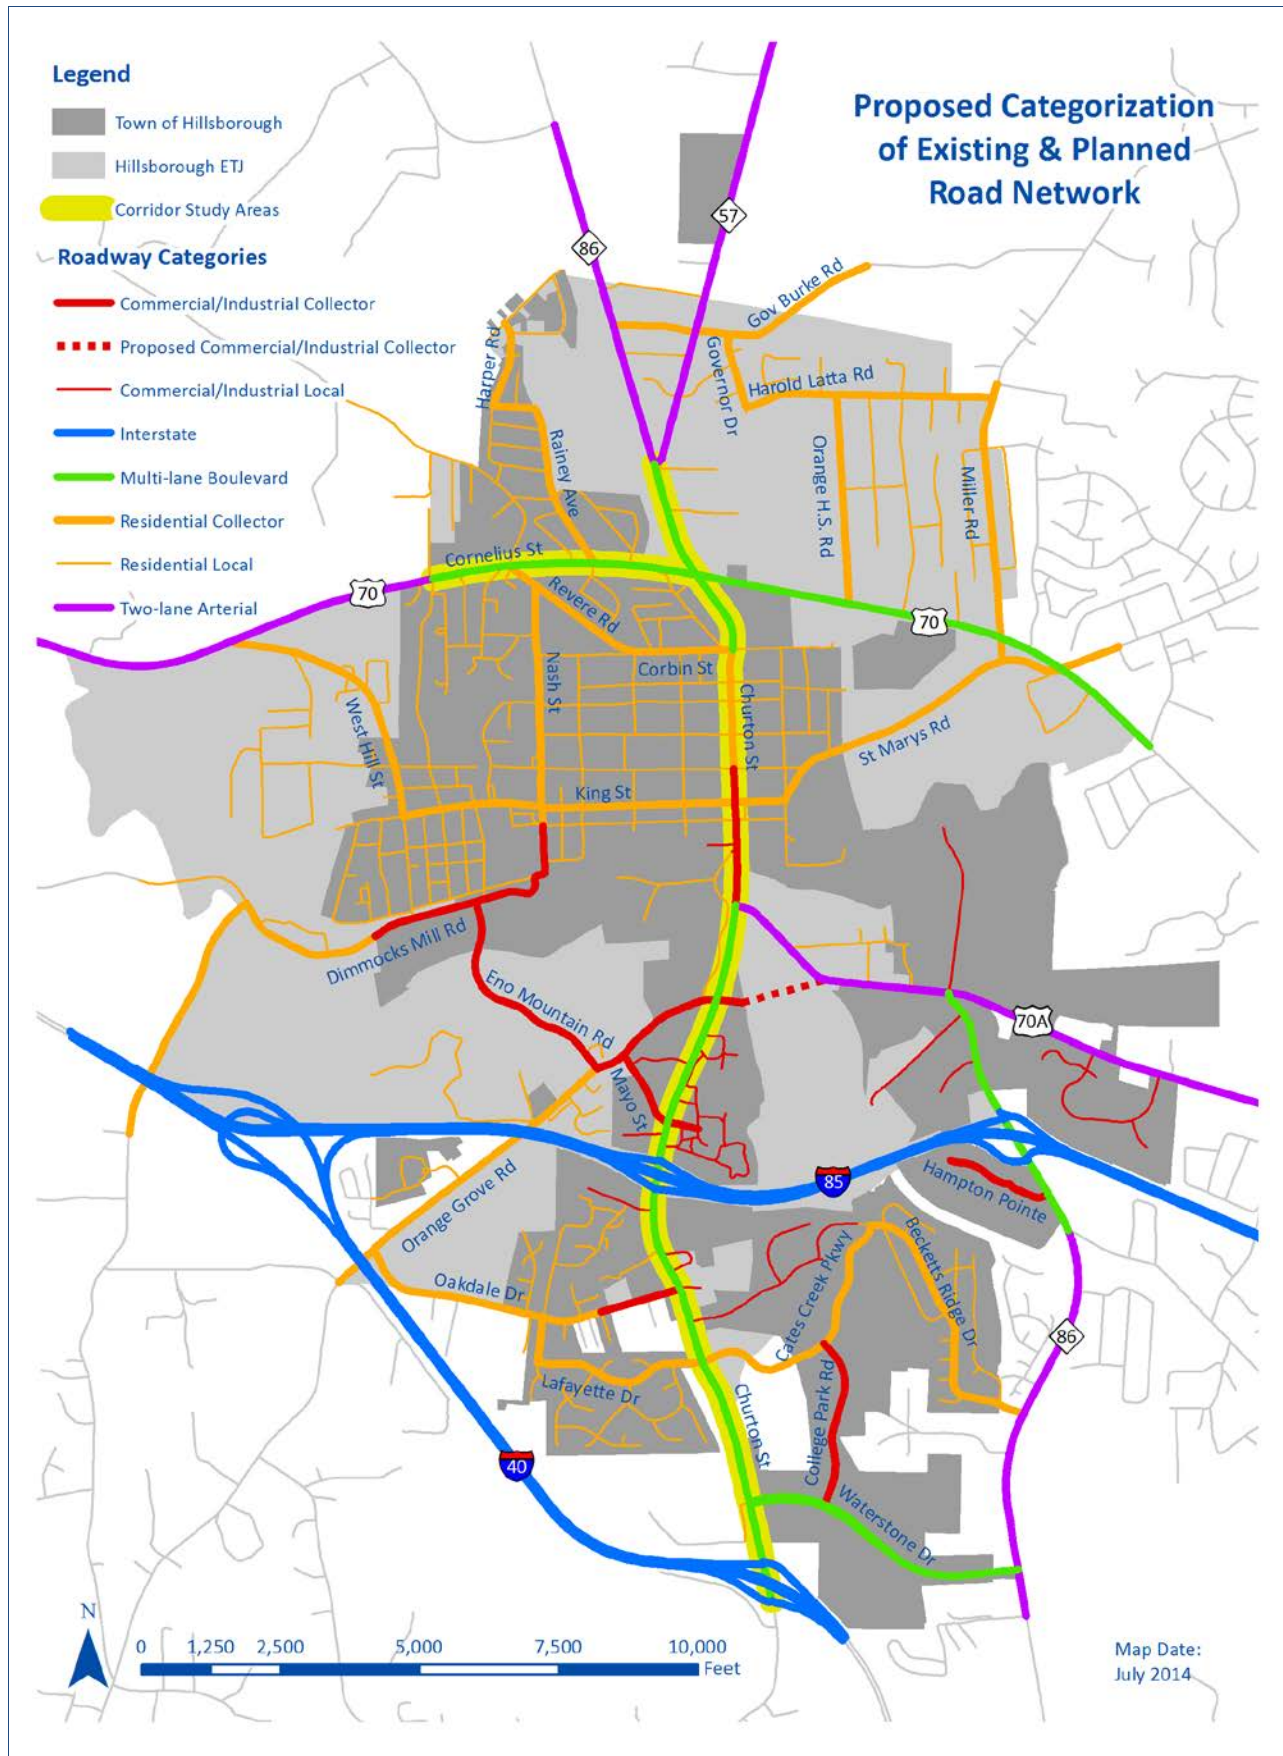 Legend
Town of Hillsborough
Hillsborough ETJ
Corridor Study Areas
Roadway Categories
Commercial/Industrial Collector
Proposed Commercial/Industrial Collector
Commercial/Industrial Local
Interstate
Multi-lane Boulevard
Residential Collector
Residential Local
Two-lane Arterial
Proposed Categorization
of Existing & Planned
Road Network
57
86
Gov Burke Rd
Harper Rd
Governor Dr
Harold Latta Rd
Rainey Ave
Orange H.S. Rd
Miller Rd
Cornelius St
70
Revere Rd
70
Nash St
Corbin St
Churton St
West Hill St
St Marys Rd
King St
Dimmocks Mill Rd
Eno Mountain Rd
70A
Mayo St
85
Hampton Pointe
Orange Grove Rd
Becketts Ridge Dr
Oakdale Dr
Cates Creek Pkwy
86
Lafayette Dr
Churton St
College Park Rd
40
Waterstone Dr
N
0 1,250 2,500 5,000 7,500 10,000
Feet
Map Date:
July 2014